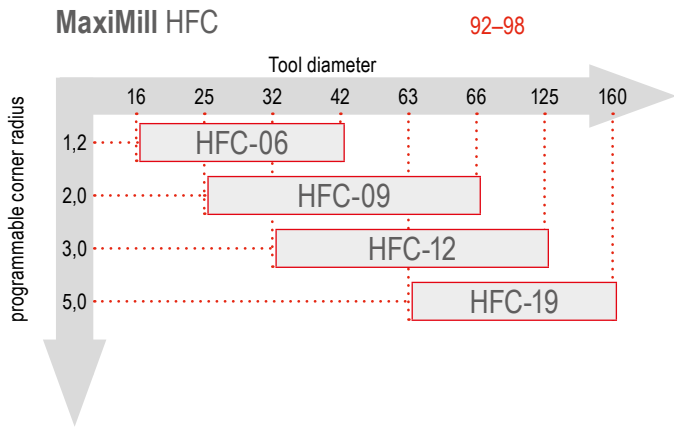 MaxiMill HFC 92–98
Tool diameter
16 25 32 42 63 66 125 160
programmable corner radius
1,2 HFC-06
2,0 HFC-09
3,0 HFC-12
5,0 HFC-19